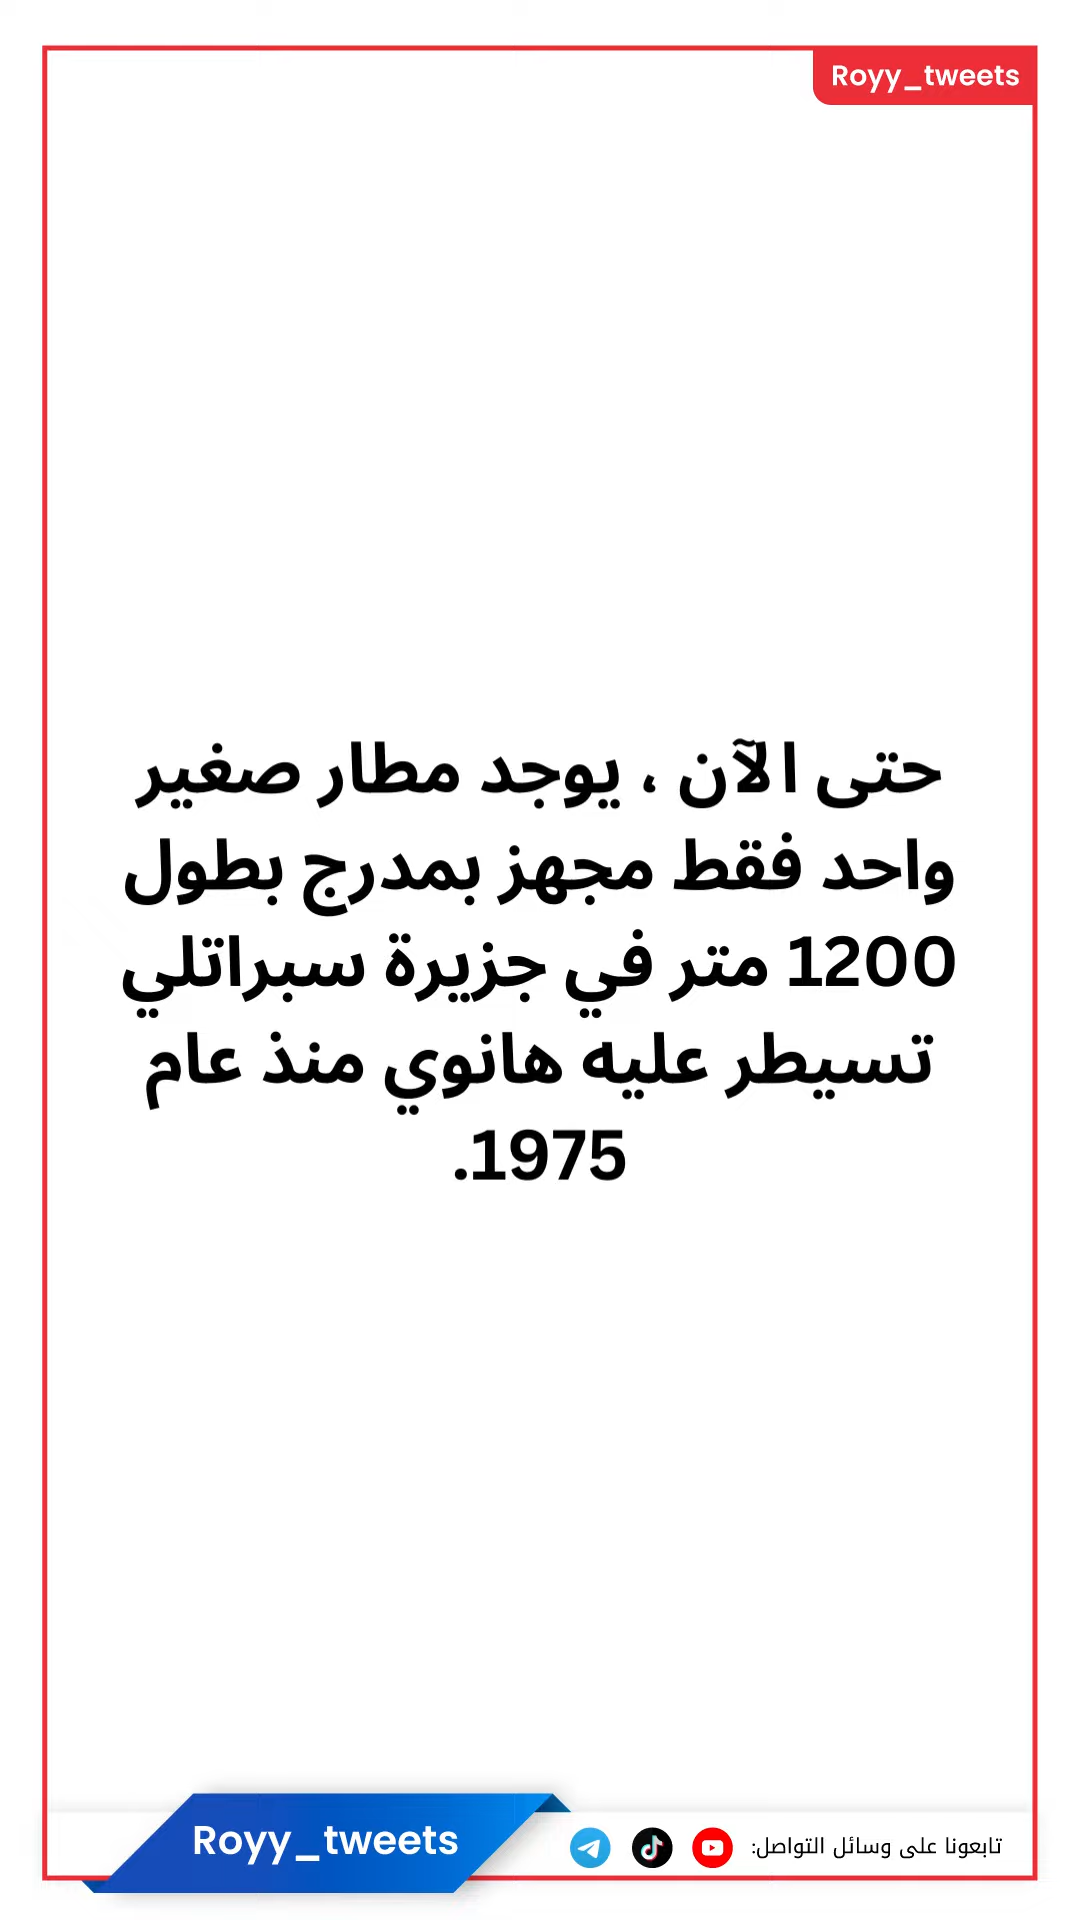 Royy_tweets
حتى الآن ، يوجد مطار صغير
واحد فقط مجهز بمدرج بطول
1200 متر في جزيرة سبراتلي
تسيطر عليه هانوي منذ عام
1975.
تابعونا على وسائل التواصل:
Royy_tweets